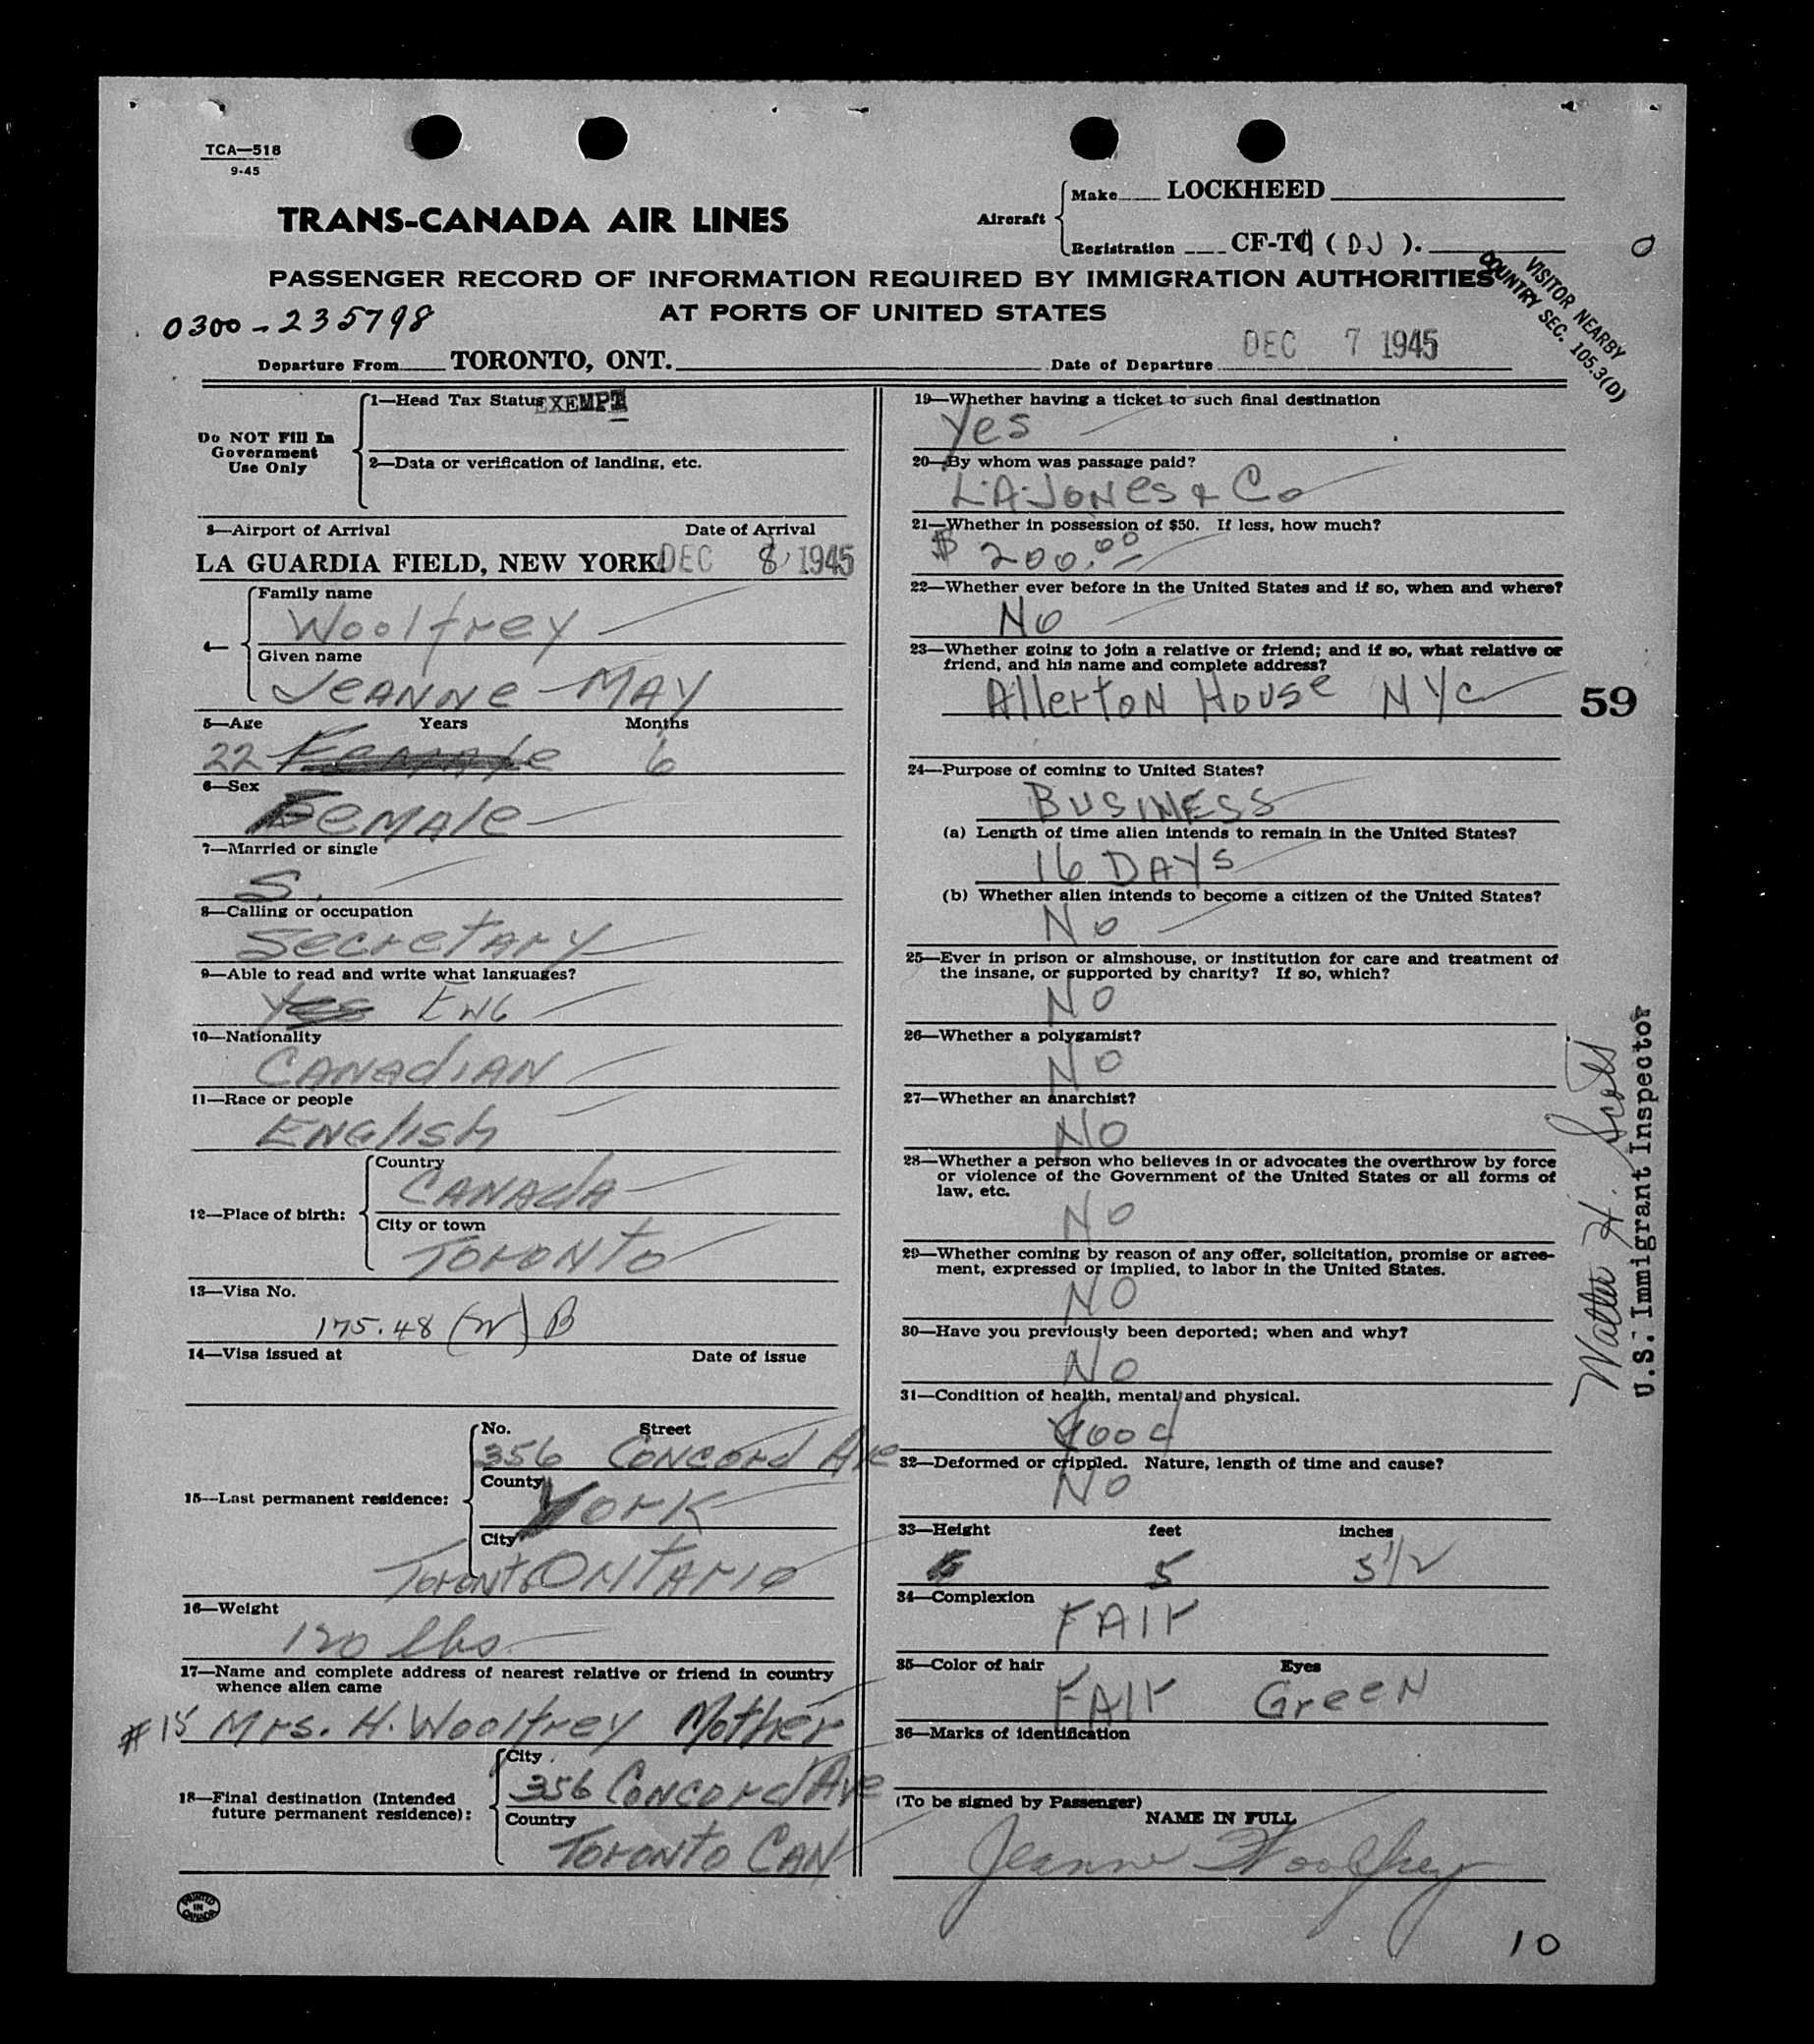 TCA—518
9-45
TRANS-CANADA AIR LINES
Aircraft
Make LOCKHEED
Registration CF-TC (DJ).
0
PASSENGER RECORD OF INFORMATION REQUIRED BY IMMIGRATION AUTHORITIES
AT PORTS OF UNITED STATES
VISITOR NEARBY
COUNTRY SEC. 105.3(D)
0300-235798
Departure From TORONTO, ONT. Date of Departure DEC 7 1945
Do NOT Fill In
Government
Use Only
1—Head Tax Status EXEMPT
2—Data or verification of landing, etc.
3—Airport of Arrival Date of Arrival
LA GUARDIA FIELD, NEW YORK. DEC 8 1945
4—
Family name
Woolfrey
Given name
Jeanne May
5—Age Years Months
22 Female 6
6—Sex
Female
7—Married or single
S.
8—Calling or occupation
Secretary
9—Able to read and write what languages?
Yes ENG
10—Nationality
CANADIAN
11—Race or people
ENGLISH
12—Place of birth:
Country
CANADA
City or town
TORONTO
13—Visa No.
175.48 (W) B
14—Visa issued at Date of issue
15—Last permanent residence:
No. Street
356 CONCORD Ave
County
YORK
City
Toronto ONTARIO
16—Weight
120 lbs.
17—Name and complete address of nearest relative or friend in country
whence alien came
#15 Mrs. H. Woolfrey Mother
18—Final destination (Intended
future permanent residence):
City
356 CONCORD Ave
Country
TORONTO CAN
PRINTED
IN
CANADA
19—Whether having a ticket to such final destination
Yes
20—By whom was passage paid?
L.A. Jones & Co
21—Whether in possession of $50. If less, how much?
$ 200.00
22—Whether ever before in the United States and if so, when and where?
No
23—Whether going to join a relative or friend; and if so, what relative or
friend, and his name and complete address?
Allerton House NYC
59
24—Purpose of coming to United States?
BUSINESS
(a) Length of time alien intends to remain in the United States?
16 DAYS
(b) Whether alien intends to become a citizen of the United States?
No
25—Ever in prison or almshouse, or institution for care and treatment of
the insane, or supported by charity? If so, which?
NO
26—Whether a polygamist?
NO
27—Whether an anarchist?
NO
28—Whether a person who believes in or advocates the overthrow by force
or violence of the Government of the United States or all forms of
law, etc.
NO
29—Whether coming by reason of any offer, solicitation, promise or agree-
ment, expressed or implied, to labor in the United States.
NO
30—Have you previously been deported; when and why?
No
31—Condition of health, mental and physical.
Good
32—Deformed or crippled. Nature, length of time and cause?
NO
33—Height feet inches
5 5 1/2
34—Complexion
FAIR
35—Color of hair Eyes
FAIR Green
36—Marks of identification
(To be signed by Passenger)
NAME IN FULL
Jeanne Woolfrey
Walter H. Scott
U.S. Immigrant Inspector
10